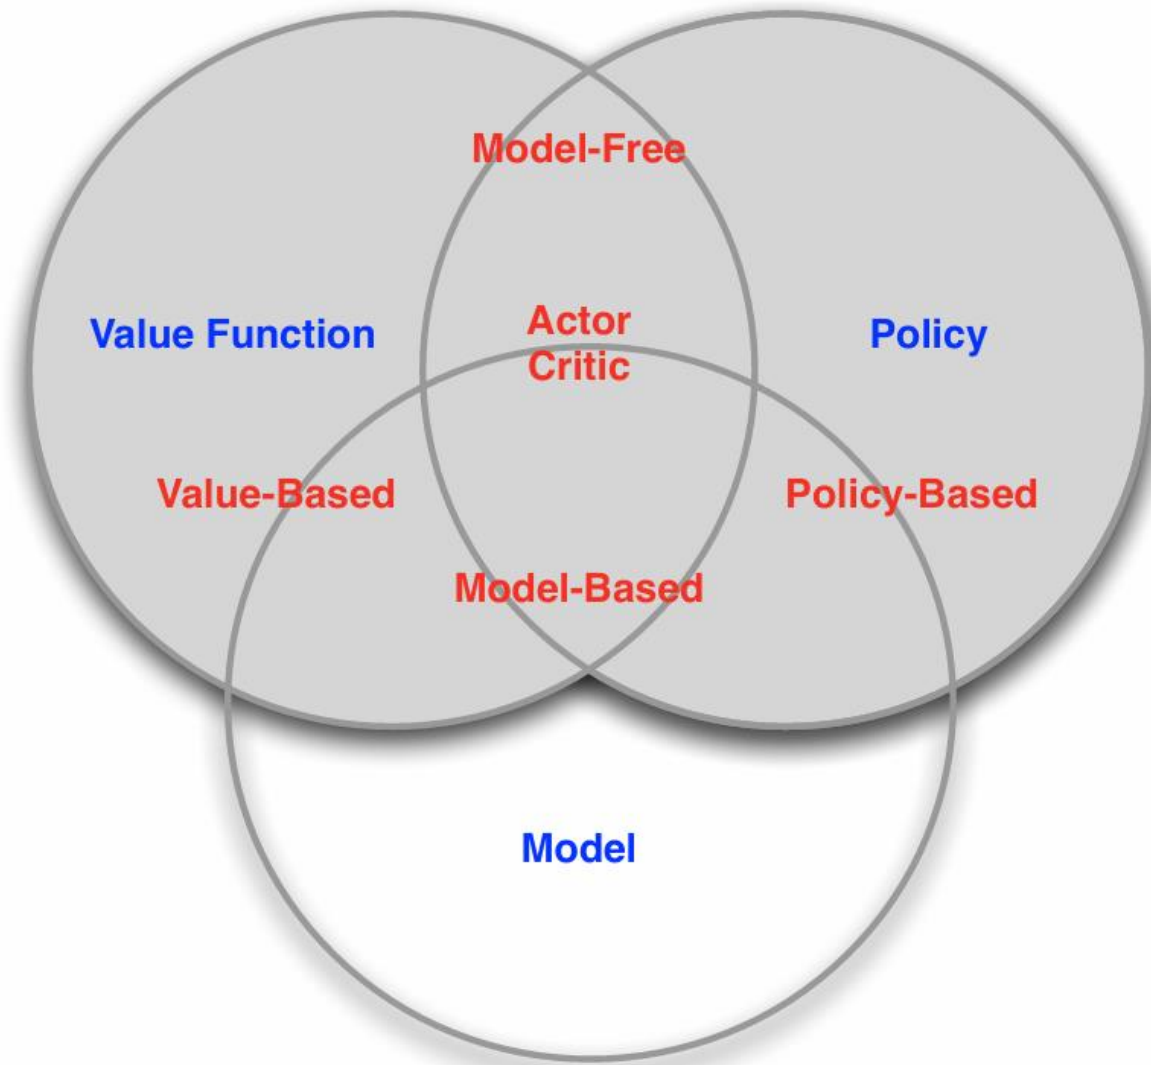 Model-Free
Actor
Critic
Value Function
Policy
Value-Based
Policy-Based
Model-Based
Model